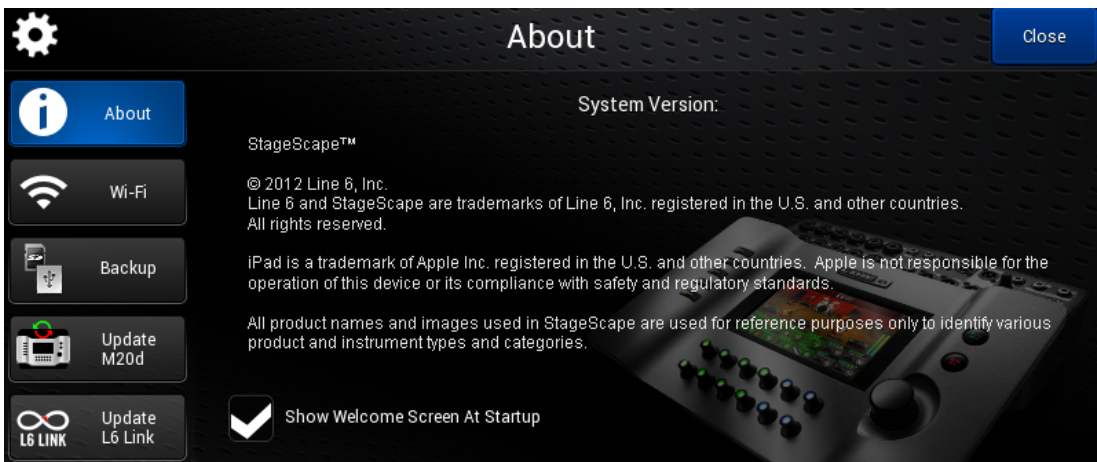 About
Close
About
System Version:
StageScape™
© 2012 Line 6, Inc.
Line 6 and StageScape are trademarks of Line 6, Inc. registered in the U.S. and other countries.
All rights reserved.
Wi-Fi
Backup
iPad is a trademark of Apple Inc. registered in the U.S. and other countries.  Apple is not responsible for the
operation of this device or its compliance with safety and regulatory standards.
Update
M20d
All product names and images used in StageScape are used for reference purposes only to identify various
product and instrument types and categories.
L6 LINK
Update
L6 Link
Show Welcome Screen At Startup